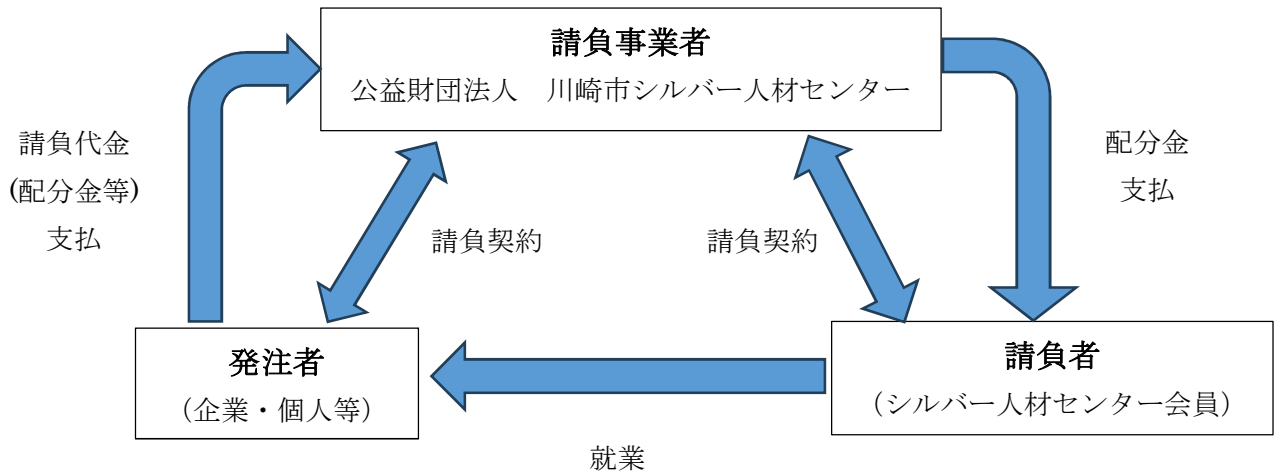 請負事業者
公益財団法人　川崎市シルバー人材センター
請負代金
(配分金等)
支払
配分金
支払
請負契約
請負契約
発注者
（企業・個人等）
請負者
（シルバー人材センター会員）
就業